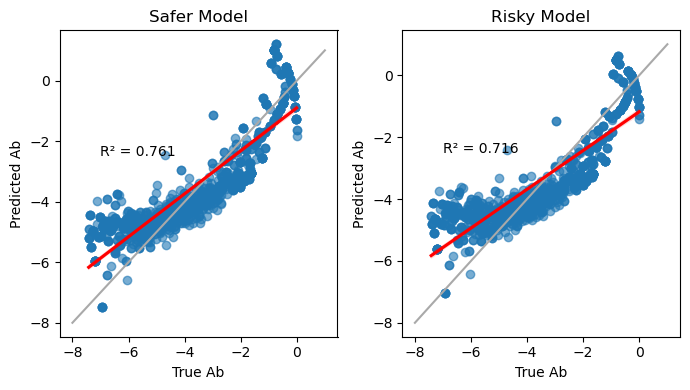 Safer Model
Risky Model
Predicted Ab
0
−2
−4
−6
−8
R² = 0.761
−8 −6 −4 −2 0
True Ab
Predicted Ab
0
−2
−4
−6
−8
R² = 0.716
−8 −6 −4 −2 0
True Ab